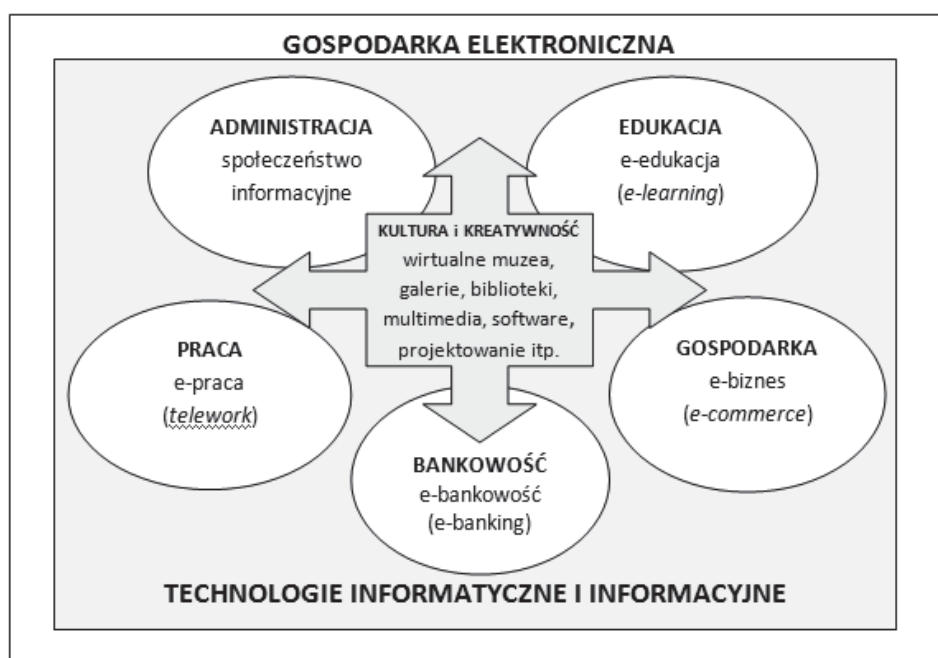 GOSPODARKA ELEKTRONICZNA
ADMINISTRACJA
społeczeństwo
informacyjne
EDUKACJA
e-edukacja
(e-learning)
KULTURA i KREATYWNOŚĆ
wirtualne muzea,
galerie, biblioteki,
multimedia, software,
projektowanie itp.
PRACA
e-praca
(telework)
GOSPODARKA
e-biznes
(e-commerce)
BANKOWOŚĆ
e-bankowość
(e-banking)
TECHNOLOGIE INFORMATYCZNE I INFORMACYJNE